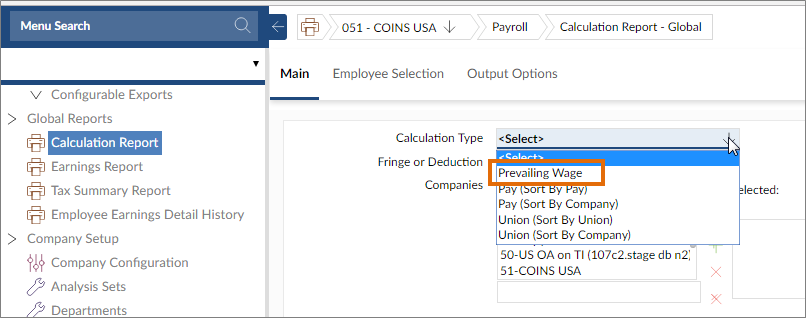 Menu Search
051 - COINS USA
Payroll
Calculation Report - Global
Configurable Exports
Global Reports
Calculation Report
Earnings Report
Tax Summary Report
Employee Earnings Detail History
Company Setup
Company Configuration
Analysis Sets
Departments
Main
Employee Selection
Output Options
Calculation Type
<Select>
Fringe or Deduction
<Select>
Companies
Prevailing Wage
Pay (Sort By Pay)
Pay (Sort By Company)
Union (Sort By Union)
Union (Sort By Company)
50-US OA on TI (107c2.stage db n2)
51-COINS USA
elected: